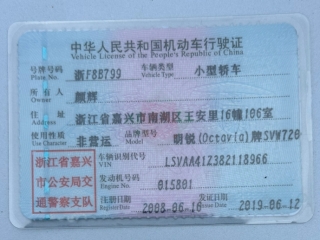 中华人民共和国机动车行驶证
Vehicle License of the People's Republic of China
号牌号码 浙F8B799 车辆类型 小型轿车
Plate No. Vehicle Type
所有人 颜辉
Owner
住址 浙江省嘉兴市南湖区王安里16幢106室
Address
使用性质 非营运 品牌型号 明锐(Octavia)牌SVW720
Use Character Model
浙江省嘉兴 车辆识别代号 LSVAA41Z382118966
VIN
市公安局交 发动机号码 015801
Engine No.
通警察支队 注册日期 2008-06-10 发证日期 2019-06-12
Register Date Issue Date